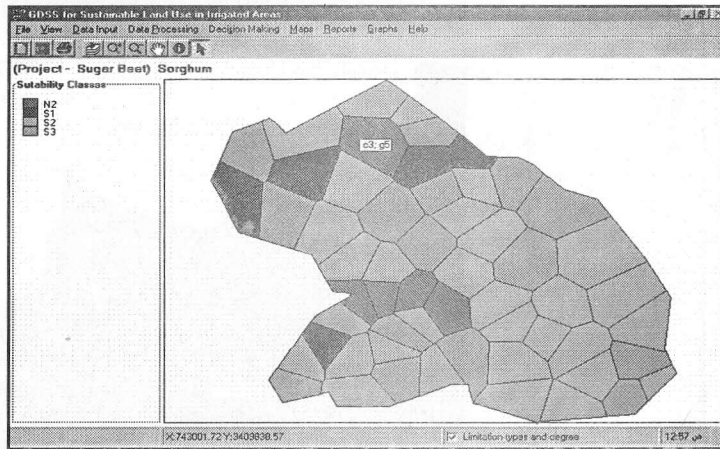 GDSS for Sustainable Land Use in Irrigated Areas
File View Data Input Data Processing Decision Making Maps Reports Graphs Help
(Project - Sugar Beet) Sorghum
Sutability Classes
N2
S1
S2
S3
c3; g5
X:743001.72 Y:3409838.57
Limitation types and degree
12:57 ص